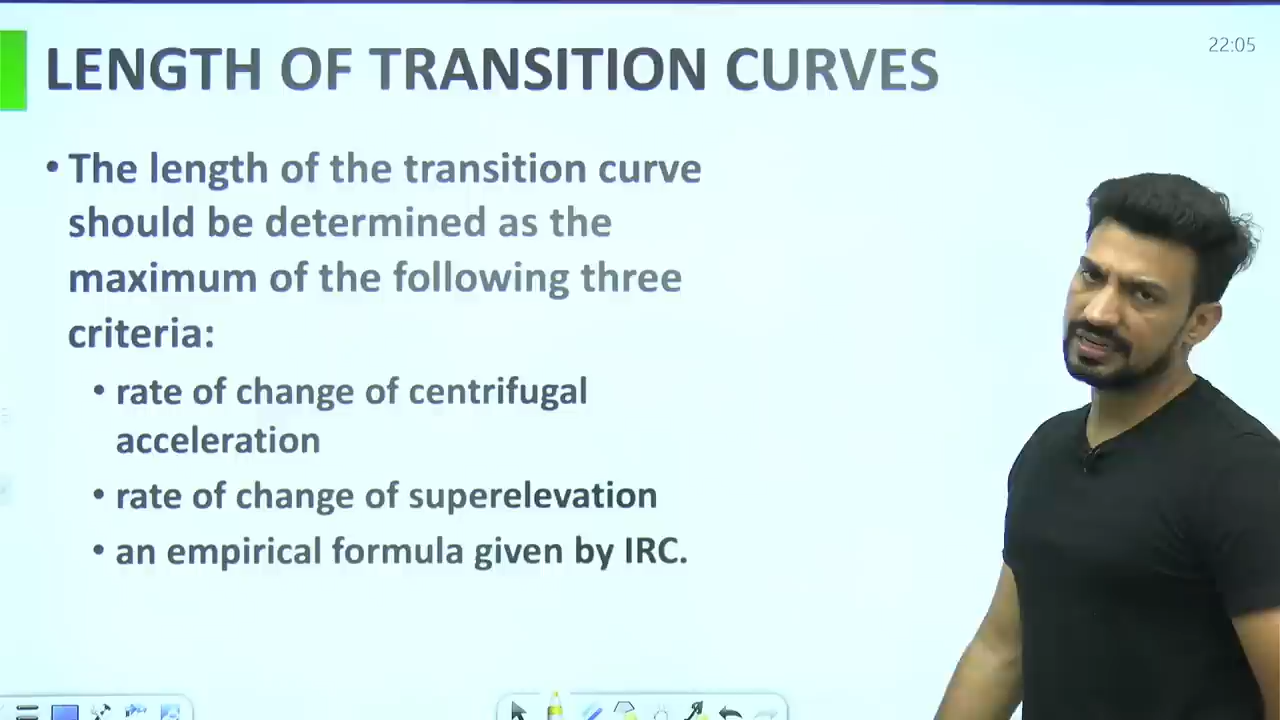 LENGTH OF TRANSITION CURVES
22:05
• The length of the transition curve
should be determined as the
maximum of the following three
criteria:
• rate of change of centrifugal
acceleration
• rate of change of superelevation
• an empirical formula given by IRC.